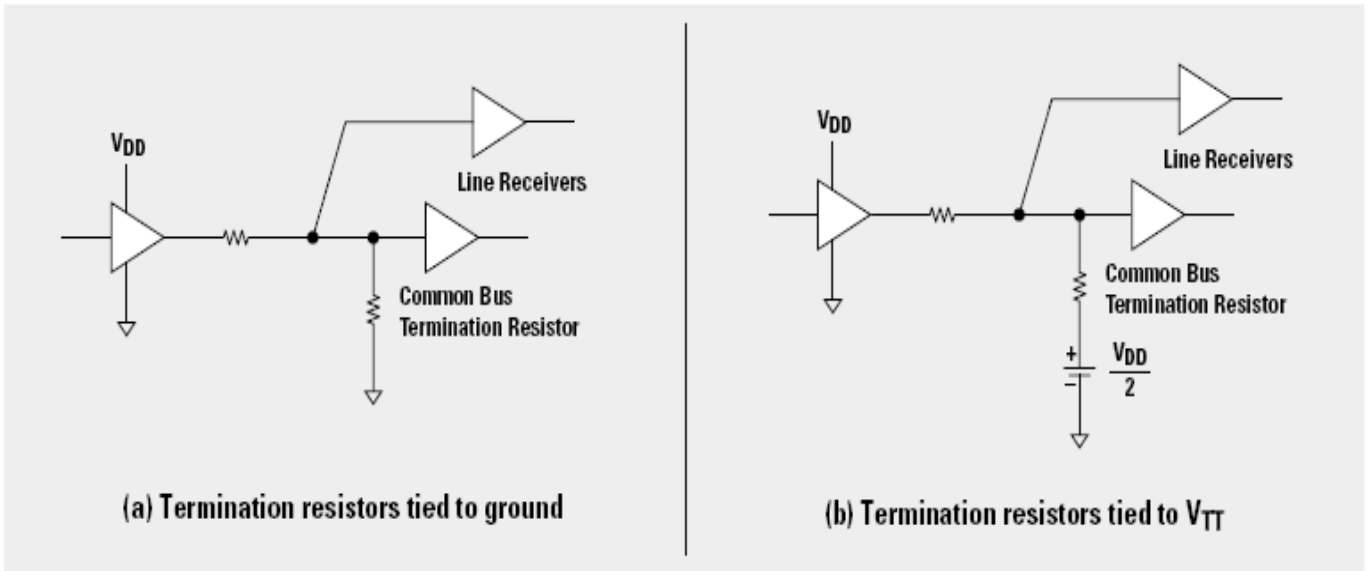 VDD
Line Receivers
Common Bus
Termination Resistor
(a) Termination resistors tied to ground
VDD
Line Receivers
Common Bus
Termination Resistor
+
VDD
2
−
(b) Termination resistors tied to VTT